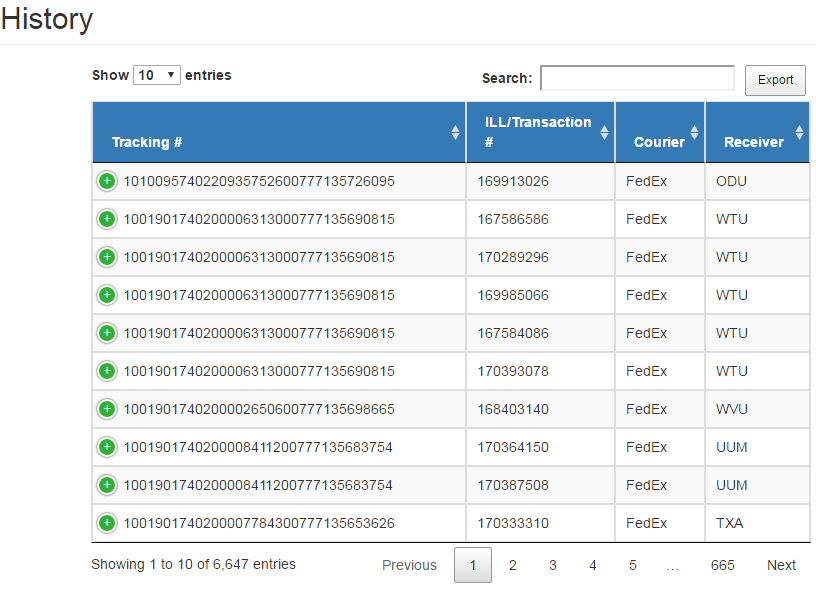 History
Show 10 entries Search: Export
Tracking # ILL/Transaction # Courier Receiver
1010095740220935752600777135726095 169913026 FedEx ODU
1001901740200006313000777135690815 167586586 FedEx WTU
1001901740200006313000777135690815 170289296 FedEx WTU
1001901740200006313000777135690815 169985066 FedEx WTU
1001901740200006313000777135690815 167584086 FedEx WTU
1001901740200006313000777135690815 170393078 FedEx WTU
1001901740200002650600777135698665 168403140 FedEx WVU
1001901740200008411200777135683754 170364150 FedEx UUM
1001901740200008411200777135683754 170387508 FedEx UUM
1001901740200007784300777135653626 170333310 FedEx TXA
Showing 1 to 10 of 6,647 entries Previous 1 2 3 4 5 … 665 Next